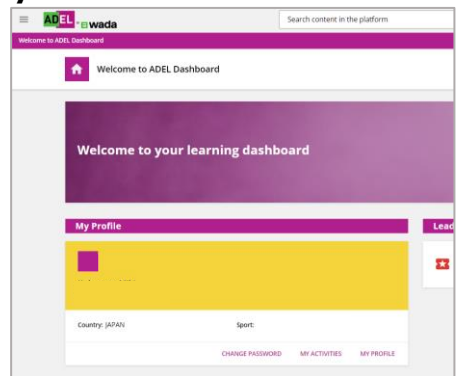 ADEL wada
Search content in the platform
Welcome to ADEL Dashboard
Welcome to ADEL Dashboard
Welcome to your learning dashboard
My Profile
Lead
Country: JAPAN Sport:
CHANGE PASSWORD MY ACTIVITIES MY PROFILE